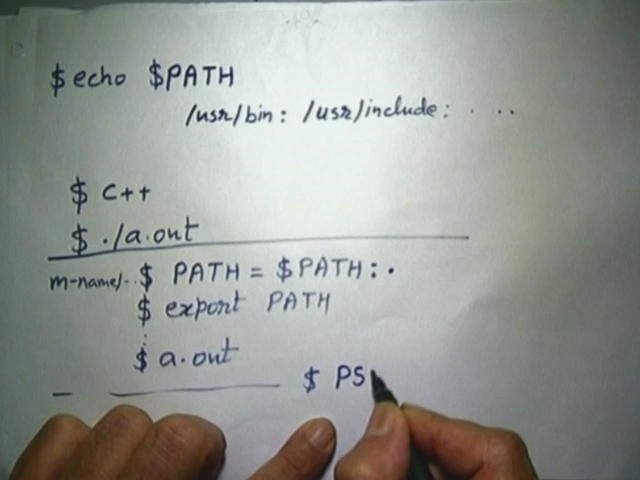 $ echo $PATH
/usr/bin: /usr/include: . ..
$ c++
$ ./a.out
m-name/.. $ PATH = $PATH:.
$ export PATH
:
$ a.out
$ PS